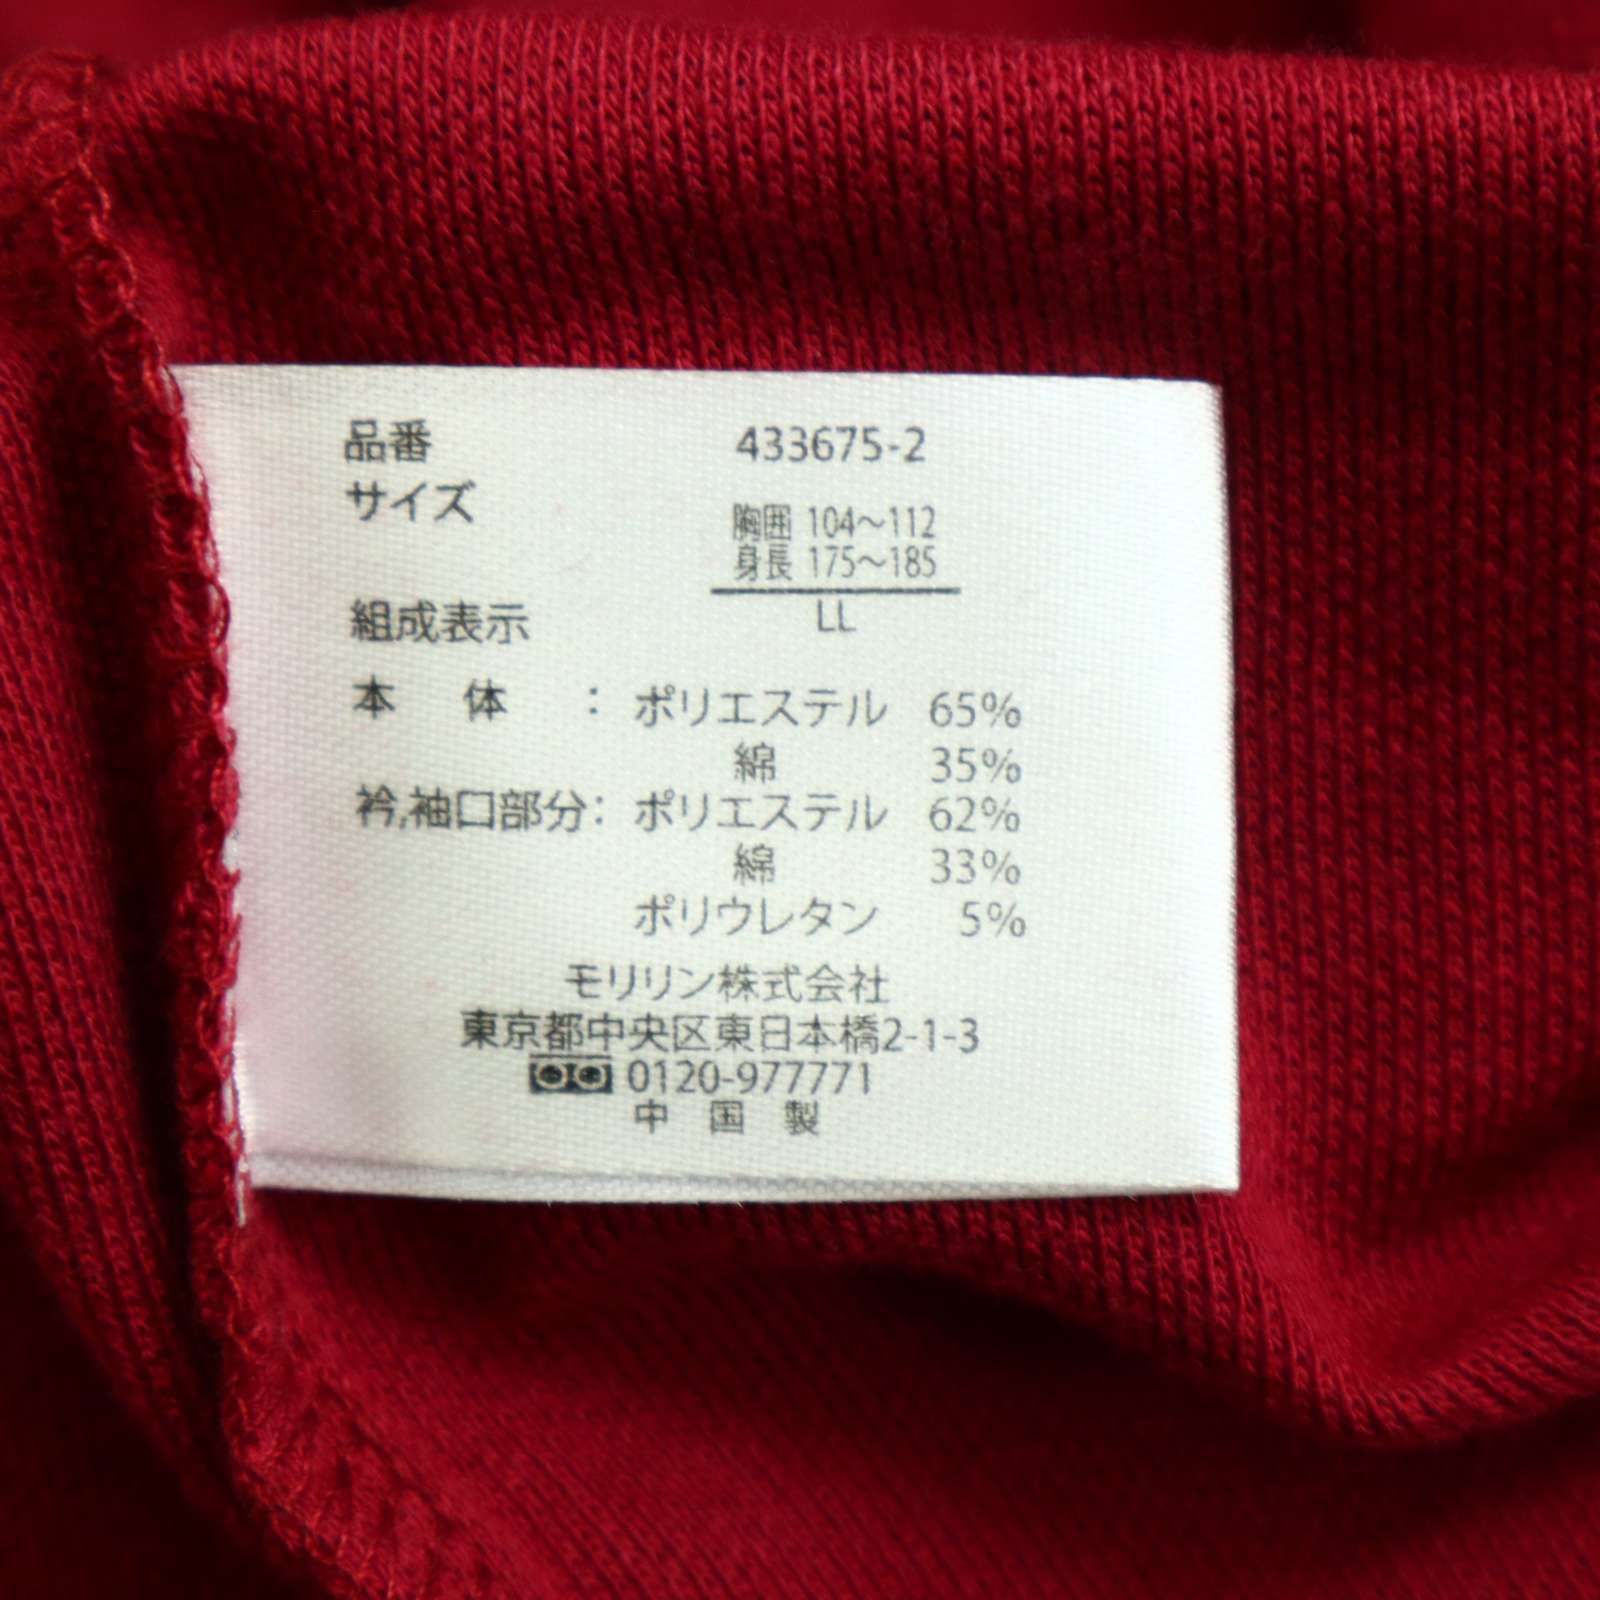 品番 433675-2
サイズ
胸囲 104～112
身長 175～185
LL
組成表示
本 体 : ポリエステル 65%
綿 35%
衿,袖口部分: ポリエステル 62%
綿 33%
ポリウレタン 5%
モリリン株式会社
東京都中央区東日本橋2-1-3
0120-977771
中 国 製